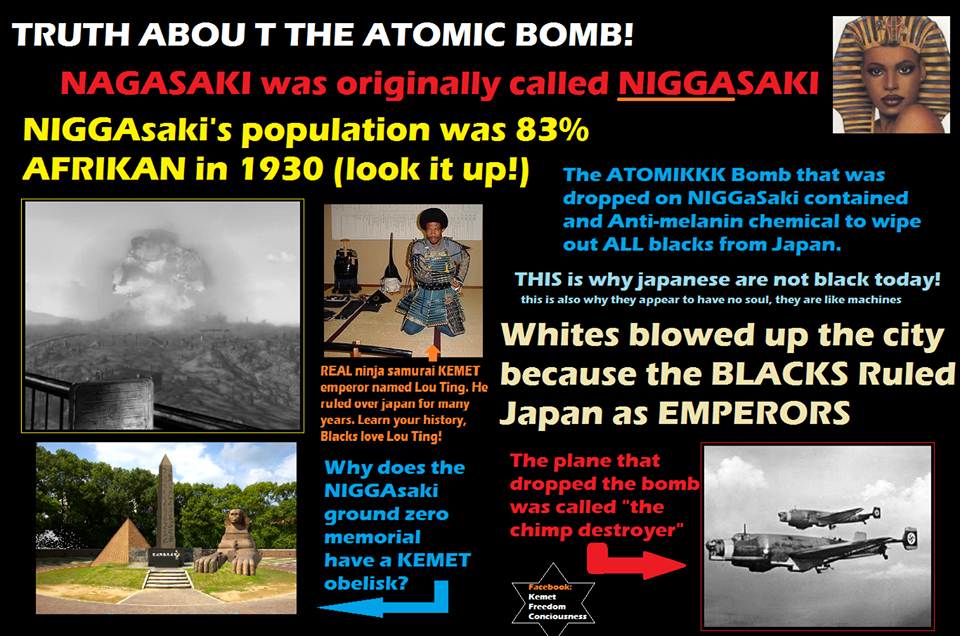 TRUTH ABOU T THE ATOMIC BOMB!
NAGASAKI was originally called NIGGASAKI
NIGGAsaki's population was 83%
AFRIKAN in 1930 (look it up!)
The ATOMIKKK Bomb that was
dropped on NIGGaSaki contained
and Anti-melanin chemical to wipe
out ALL blacks from Japan.
THIS is why japanese are not black today!
this is also why they appear to have no soul, they are like machines
Whites blowed up the city
because the BLACKS Ruled
Japan as EMPERORS
REAL ninja samurai KEMET
emperor named Lou Ting. He
ruled over japan for many
years. Learn your history,
Blacks love Lou Ting!
Why does the
NIGGAsaki
ground zero
memorial
have a KEMET
obelisk?
The plane that
dropped the bomb
was called "the
chimp destroyer"
Facebook:
Kemet
Freedom
Conciousness